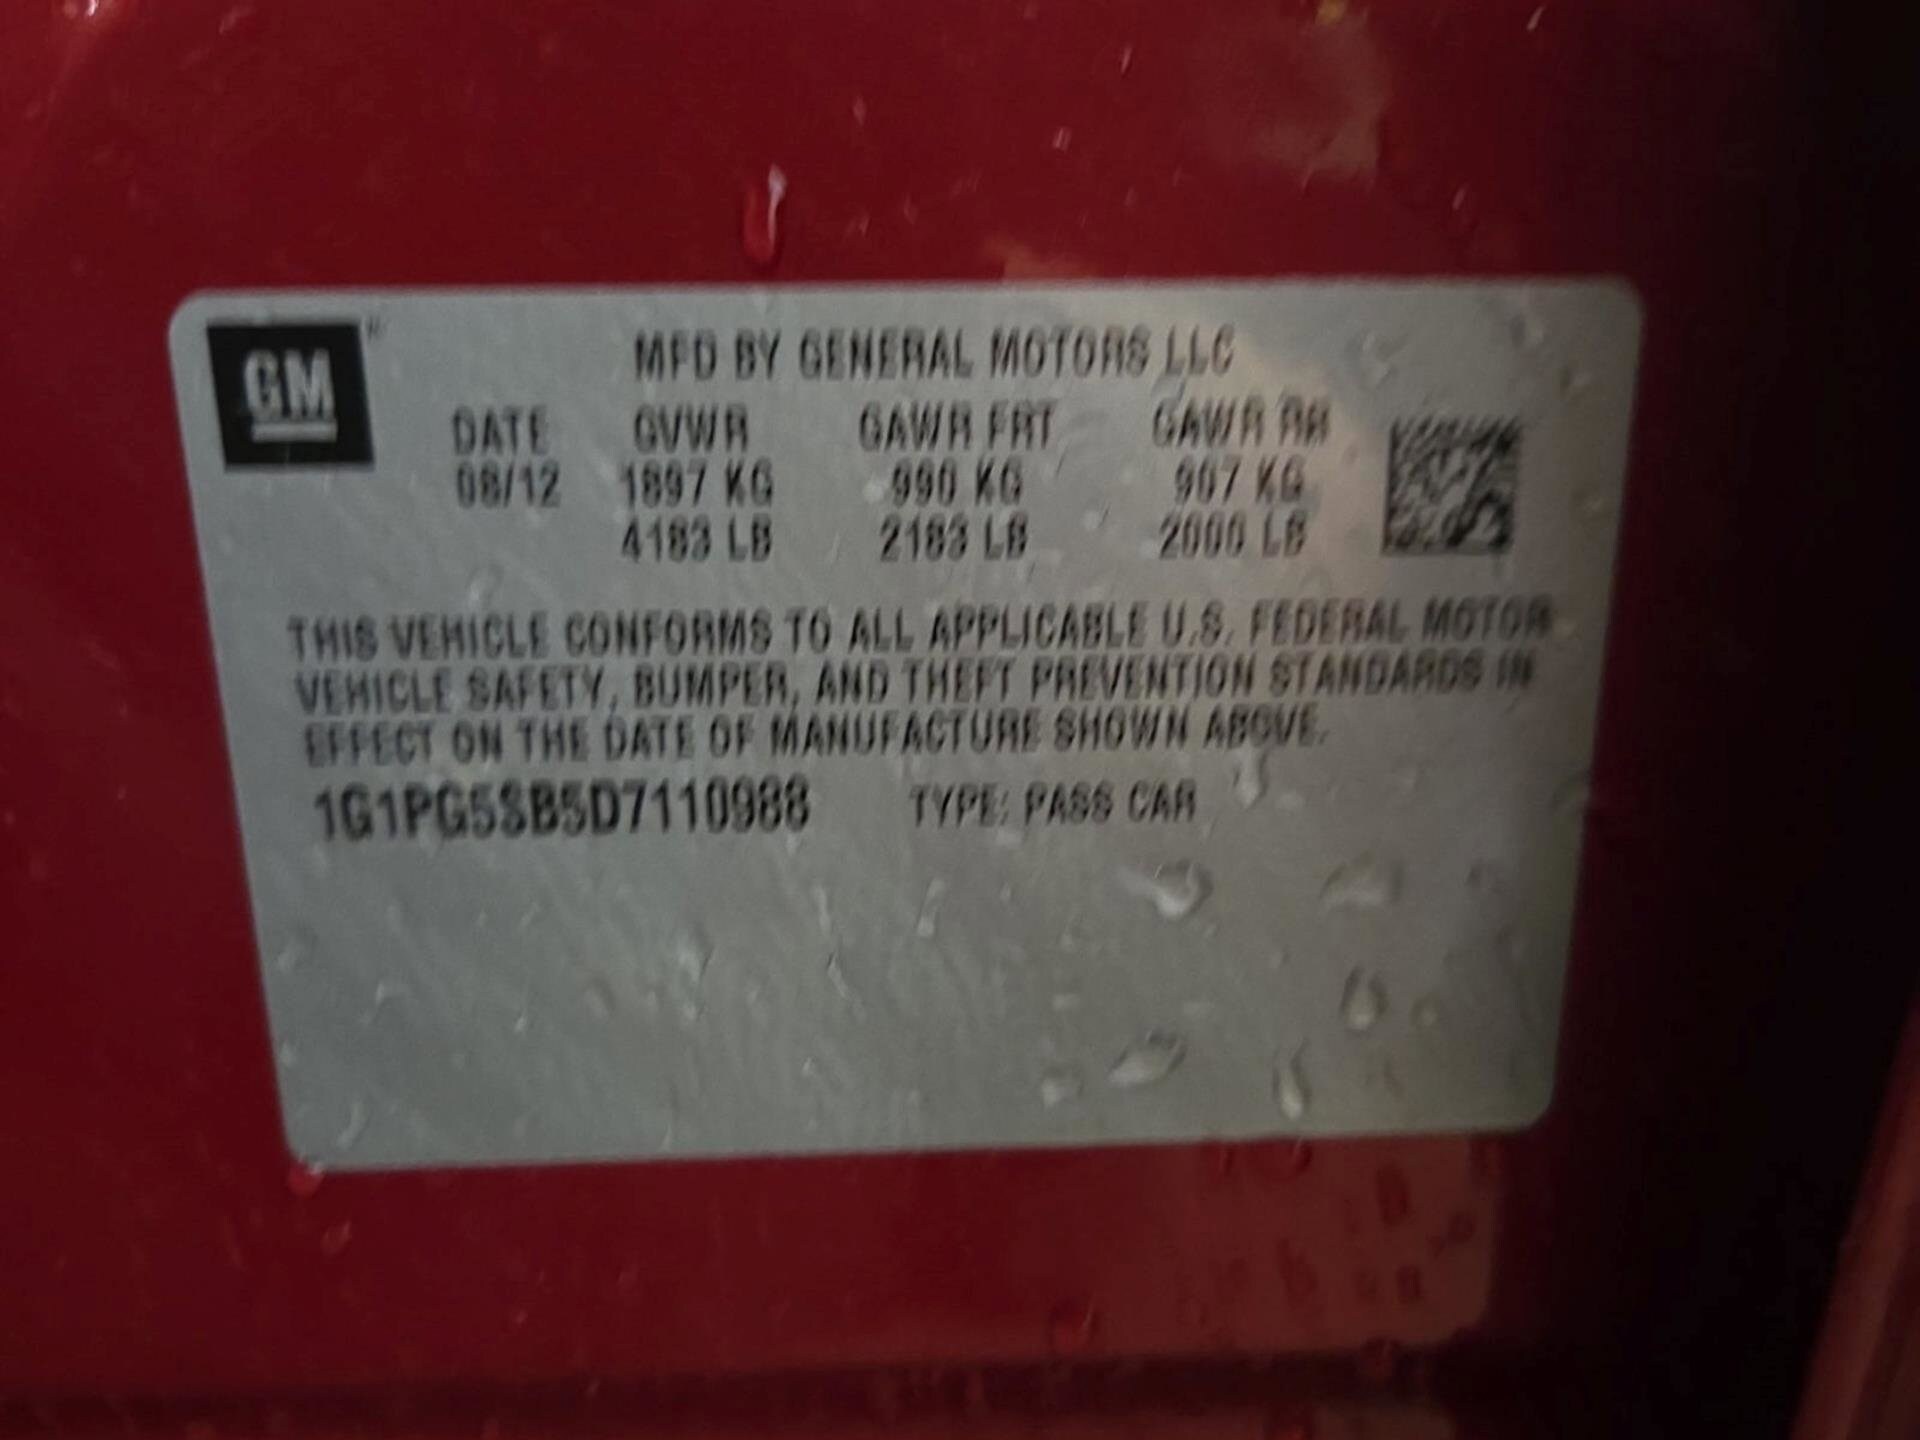 GM
MFD BY GENERAL MOTORS LLC
DATE GVWR GAWR FRT GAWR RR
08/12 1897 KG 990 KG 907 KG
4183 LB 2183 LB 2000 LB
THIS VEHICLE CONFORMS TO ALL APPLICABLE U.S. FEDERAL MOTOR
VEHICLE SAFETY, BUMPER, AND THEFT PREVENTION STANDARDS IN
EFFECT ON THE DATE OF MANUFACTURE SHOWN ABOVE.
1G1PG5SB5D7110988 TYPE: PASS CAR